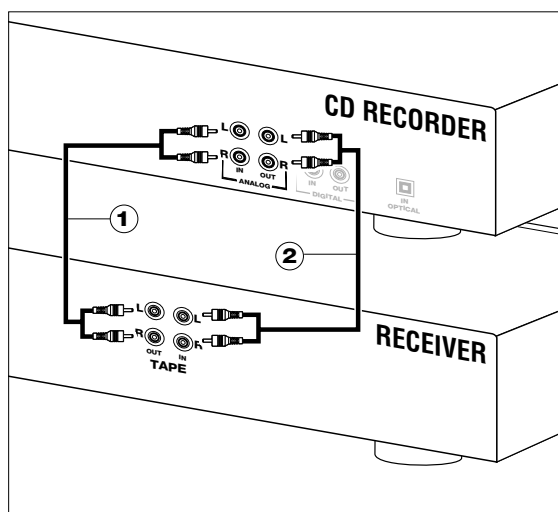 CD RECORDER
L L
R R
IN OUT
ANALOG
IN OUT
DIGITAL
IN
OPTICAL
1
2
L L
R R
OUT IN
TAPE
RECEIVER